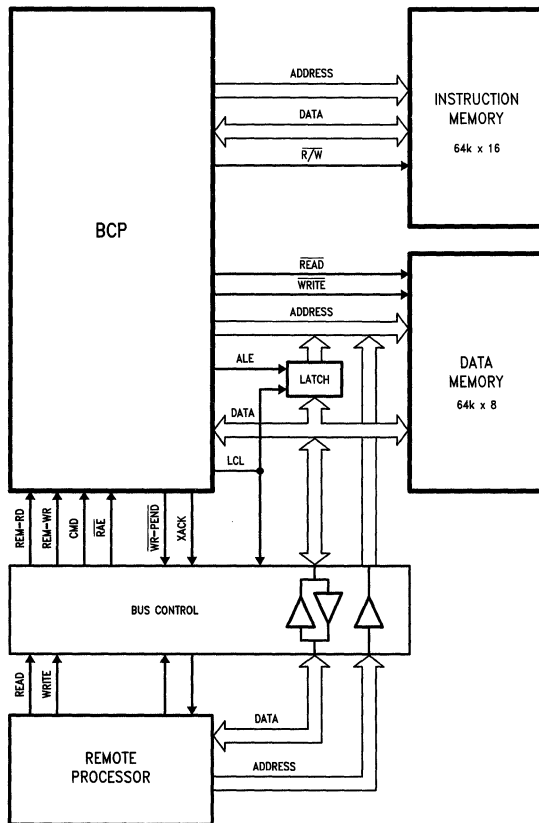 ADDRESS
INSTRUCTION
MEMORY
64k x 16
DATA
R/W
BCP
READ
WRITE
ADDRESS
ALE
LATCH
DATA
MEMORY
64k x 8
DATA
LCL
REM-RD
REM-WR
CMD
RAE
WR-PEND
XACK
BUS CONTROL
READ
WRITE
DATA
REMOTE
PROCESSOR
ADDRESS